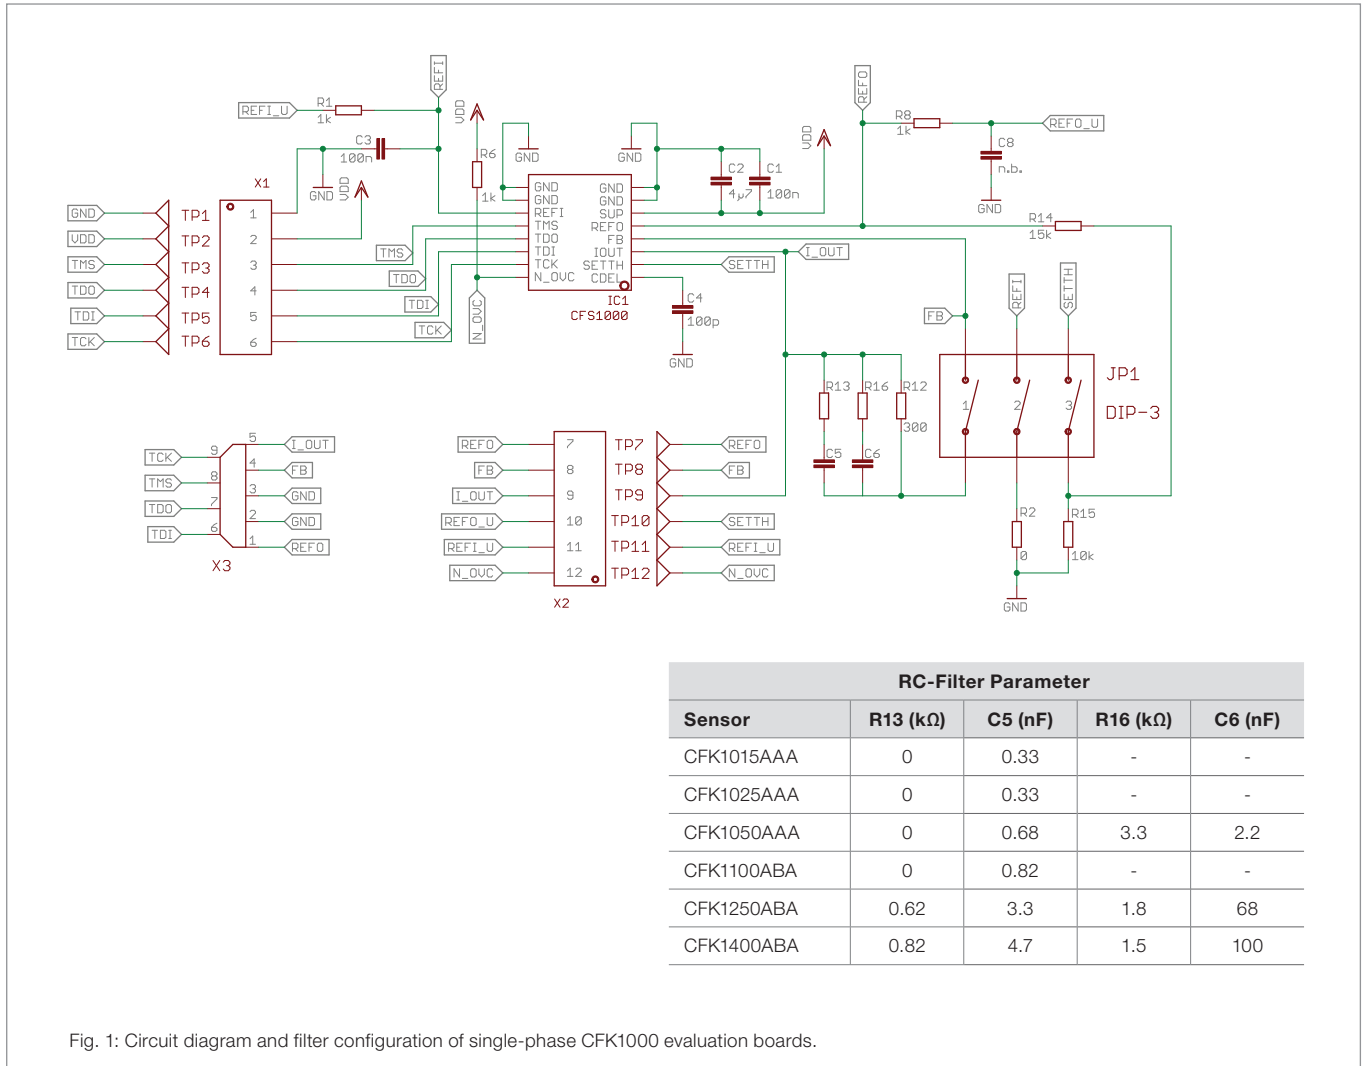 REFI
REFI_U
R1
1k
C3
100n
GND
VDD
VDD
R6
1k
N_OVC
X1
1
2
3
4
5
6
GND
TP1
VDD
TP2
TMS
TP3
TDO
TP4
TDI
TP5
TCK
TP6
TMS
TDO
TDI
TCK
GND
GND
GND GND
GND GND
REFI SUP
TMS REFO
TDO FB
TDI IOUT
TCK SETTH
N_OVC CDEL
IC1
CFS1000
C2
4µ7
C1
100n
VDD
REFO
R8
1k
REFO_U
C8
n.b.
GND
R14
15k
I_OUT
SETTH
C4
100p
GND
FB
REFI
SETTH
1
2
3
JP1
DIP-3
R13
R16
R12
300
C5
C6
R2
0
R15
10k
GND
5
I_OUT
4
FB
3
GND
2
GND
1
REFO
TCK
9
TMS
8
TDO
7
TDI
6
X3
REFO
7
TP7
REFO
FB
8
TP8
FB
I_OUT
9
TP9
REFO_U
10
TP10
SETTH
REFI_U
11
TP11
REFI_U
N_OVC
12
TP12
N_OVC
X2
RC-Filter Parameter
Sensor R13 (kΩ) C5 (nF) R16 (kΩ) C6 (nF)
CFK1015AAA 0 0.33 - -
CFK1025AAA 0 0.33 - -
CFK1050AAA 0 0.68 3.3 2.2
CFK1100ABA 0 0.82 - -
CFK1250ABA 0.62 3.3 1.8 68
CFK1400ABA 0.82 4.7 1.5 100
Fig. 1: Circuit diagram and filter configuration of single-phase CFK1000 evaluation boards.